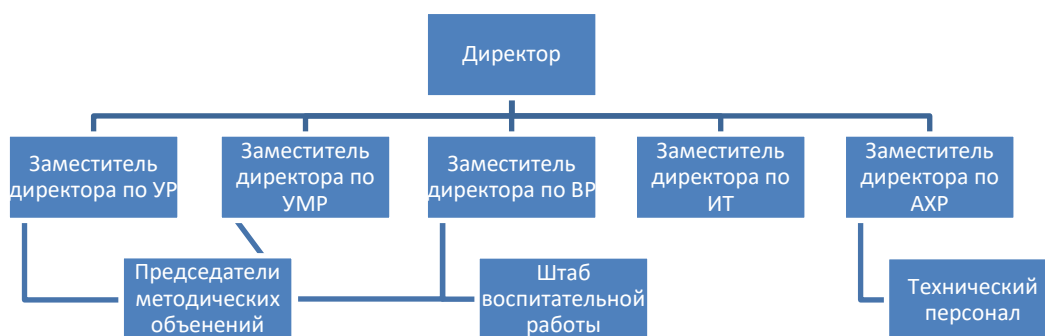 Директор
Заместитель
директора по УР
Заместитель
директора по
УМР
Заместитель
директора по ВР
Заместитель
директора по
ИТ
Заместитель
директора по
АХР
Председатели
методических
объенений
Штаб
воспитательной
работы
Технический
персонал